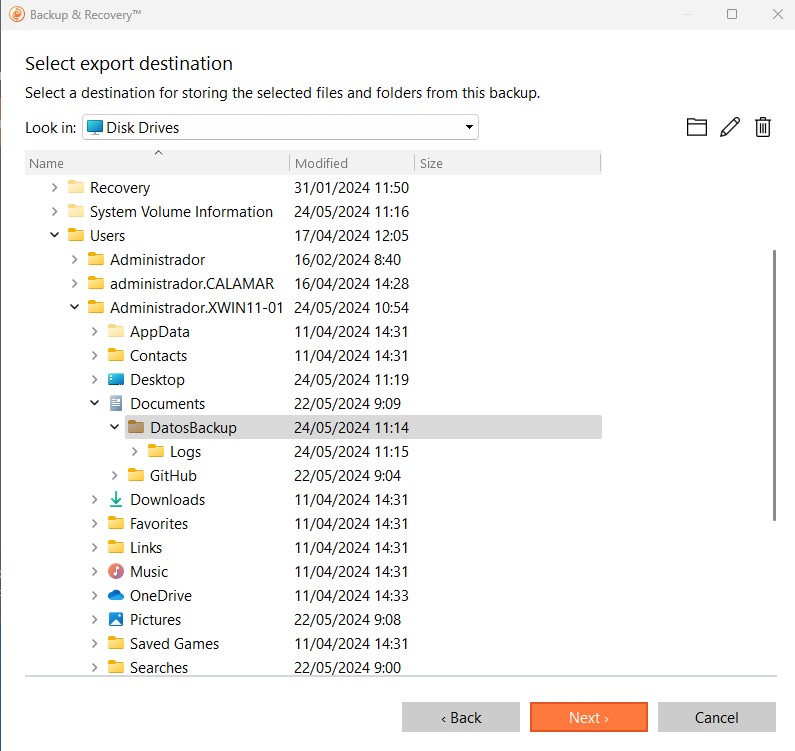 Backup & Recovery™
Select export destination
Select a destination for storing the selected files and folders from this backup.
Look in: Disk Drives
Name Modified Size
Recovery 31/01/2024 11:50
System Volume Information 24/05/2024 11:16
Users 17/04/2024 12:05
Administrador 16/02/2024 8:40
administrador.CALAMAR 16/04/2024 14:28
Administrador.XWIN11-01 24/05/2024 10:54
AppData 11/04/2024 14:31
Contacts 11/04/2024 14:31
Desktop 24/05/2024 11:19
Documents 22/05/2024 9:09
DatosBackup 24/05/2024 11:14
Logs 24/05/2024 11:15
GitHub 22/05/2024 9:04
Downloads 11/04/2024 14:31
Favorites 11/04/2024 14:31
Links 11/04/2024 14:31
Music 11/04/2024 14:31
OneDrive 11/04/2024 14:33
Pictures 22/05/2024 9:08
Saved Games 11/04/2024 14:31
Searches 22/05/2024 9:00
‹ Back Next › Cancel